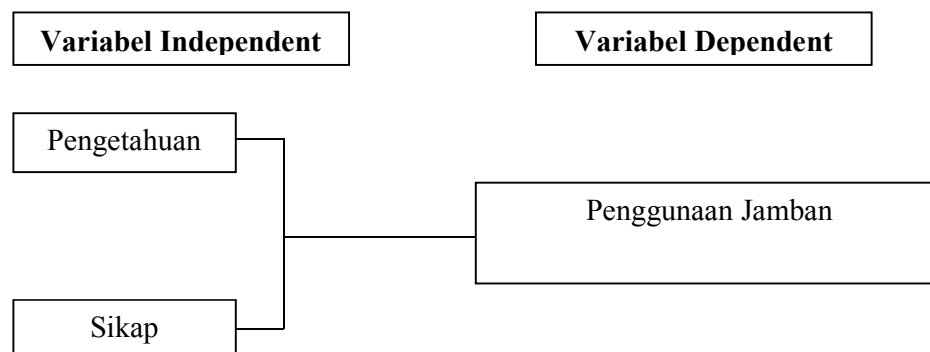 Variabel Independent
Variabel Dependent
Pengetahuan
Penggunaan Jamban
Sikap